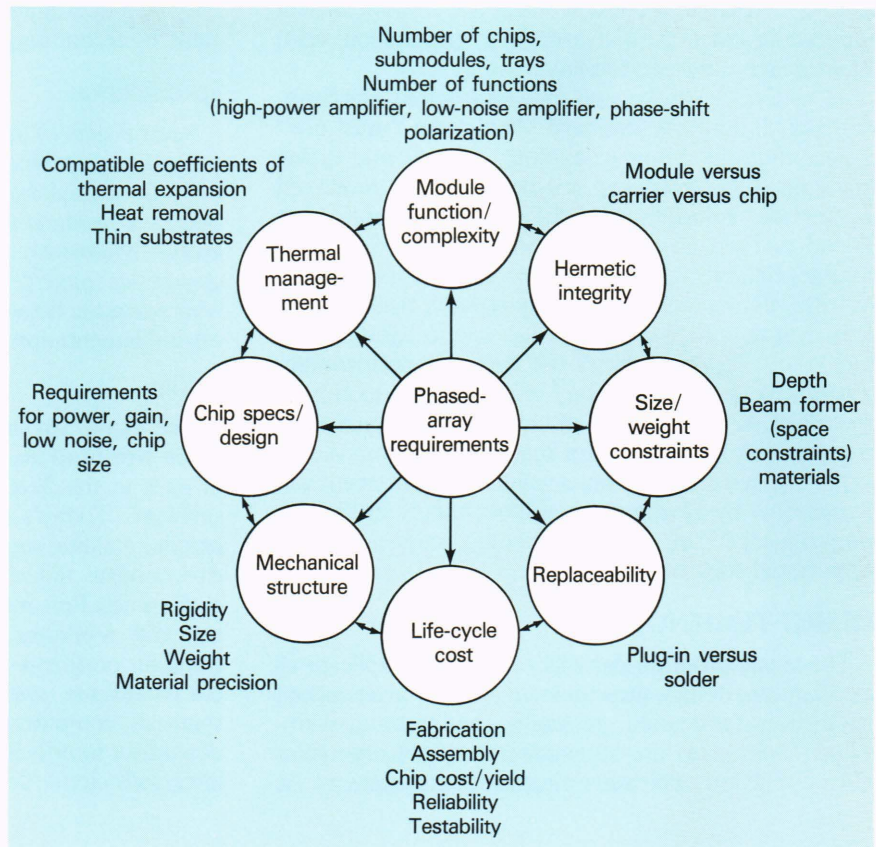 Number of chips,
submodules, trays
Number of functions
(high-power amplifier, low-noise amplifier, phase-shift
polarization)
Compatible coefficients of
thermal expansion
Heat removal
Thin substrates
Module
function/
complexity
Module versus
carrier versus chip
Thermal
manage-
ment
Hermetic
integrity
Requirements
for power, gain,
low noise, chip
size
Chip specs/
design
Phased-
array
requirements
Size/
weight
constraints
Depth
Beam former
(space
constraints)
materials
Mechanical
structure
Replaceability
Rigidity
Size
Weight
Material precision
Life-cycle
cost
Plug-in versus
solder
Fabrication
Assembly
Chip cost/yield
Reliability
Testability